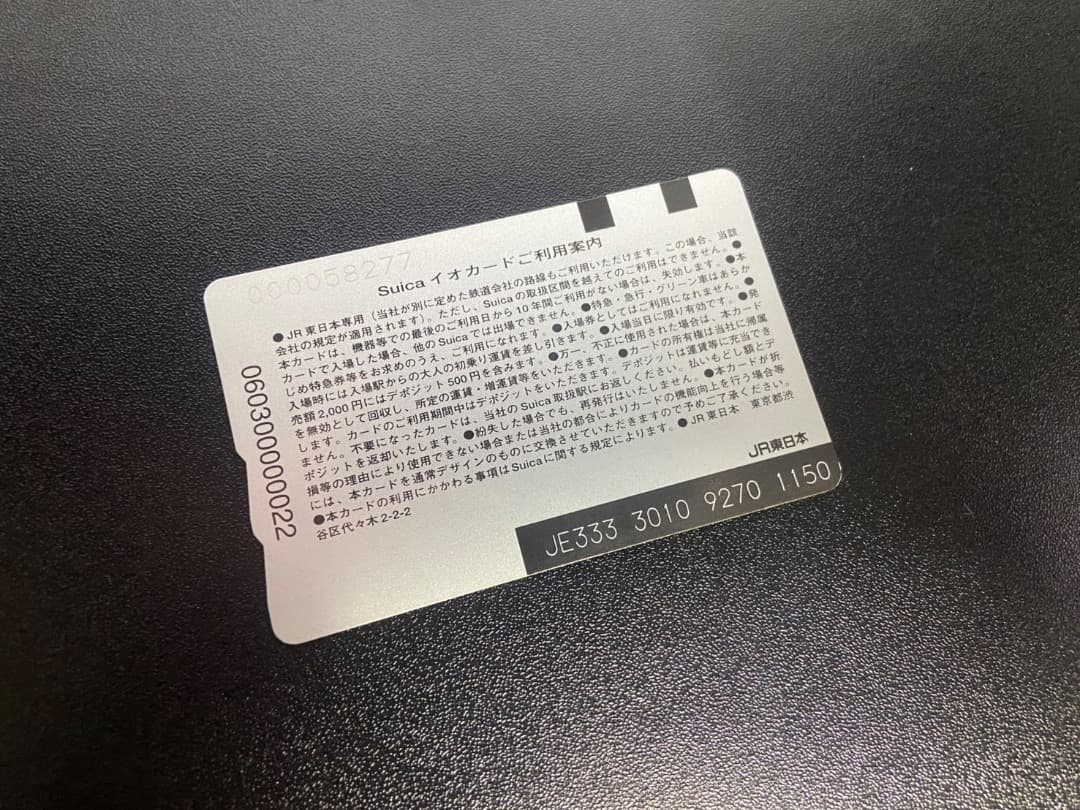 000058277
Suica イオカードご利用案内
●JR東日本専用（当社が別に定めた鉄道会社の路線もご利用いただけます。この場合、当該
会社の規定が適用されます）。ただし、Suicaの取扱区間を越えてのご利用はできません。●
本カードは、機器等での最後のご利用日から10年間ご利用がない場合は、失効します。●本
カードで入場した場合、他のSuicaでは出場できません。●特急・急行・グリーン車はあらか
じめ特急券等をお求めのうえ、ご利用になれます。●入場券としてはご利用になれません。●
入場時には入場駅からの大人の初乗り運賃を差し引きます。●入場当日に限り有効です。●発
売額2,000円にはデポジット500円を含みます。●万一、不正に使用された場合は、本カード
を無効として回収し、所定の運賃・増運賃等をいただきます。●カードの所有権は当社に帰属
します。カードのご利用期間中はデポジットをいただきます。デポジットは運賃等に充当でき
ません。不要になったカードは、当社のSuica取扱駅にお返しください。払いもどし額とデ
ポジットを返却いたします。●紛失した場合でも、再発行はいたしません。●本カードが折
損等の理由により使用できない場合または当社の都合によりカードの機能向上を行う場合等
には、本カードを通常デザインのものに交換させていただきますので予めご了承ください。
●本カードの利用にかかわる事項はSuicaに関する規定によります。●JR東日本 東京都渋
谷区代々木2-2-2
JR東日本
JE333 3010 9270 1150
0603000000022